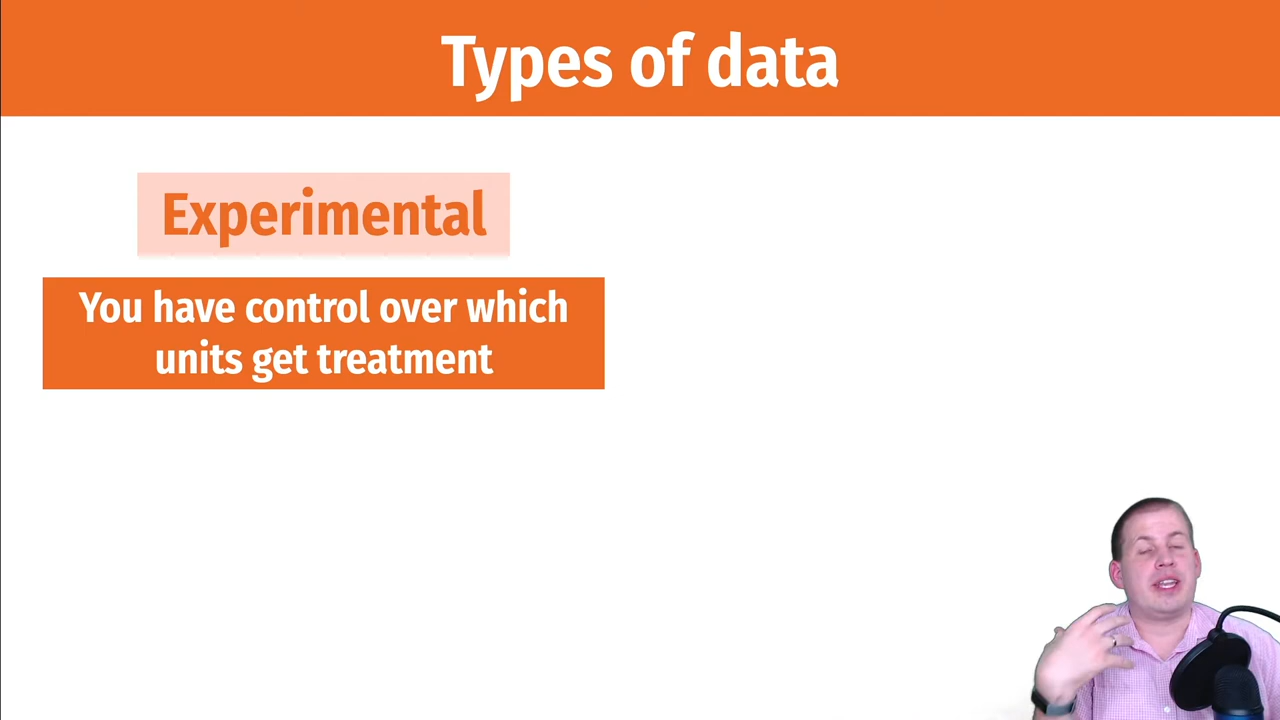 Types of data
Experimental
You have control over which
units get treatment